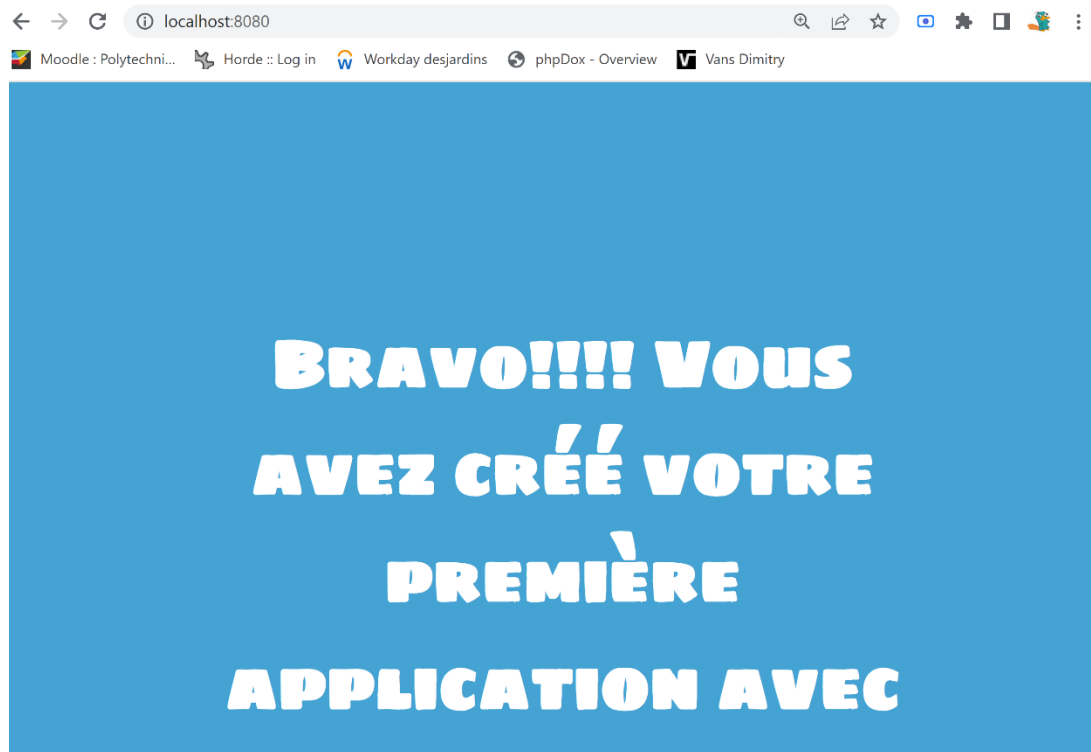 localhost:8080
Moodle : Polytechni... Horde :: Log in Workday desjardins phpDox - Overview Vans Dimitry
Bravo!!!! Vous
avez créé votre
première
application avec